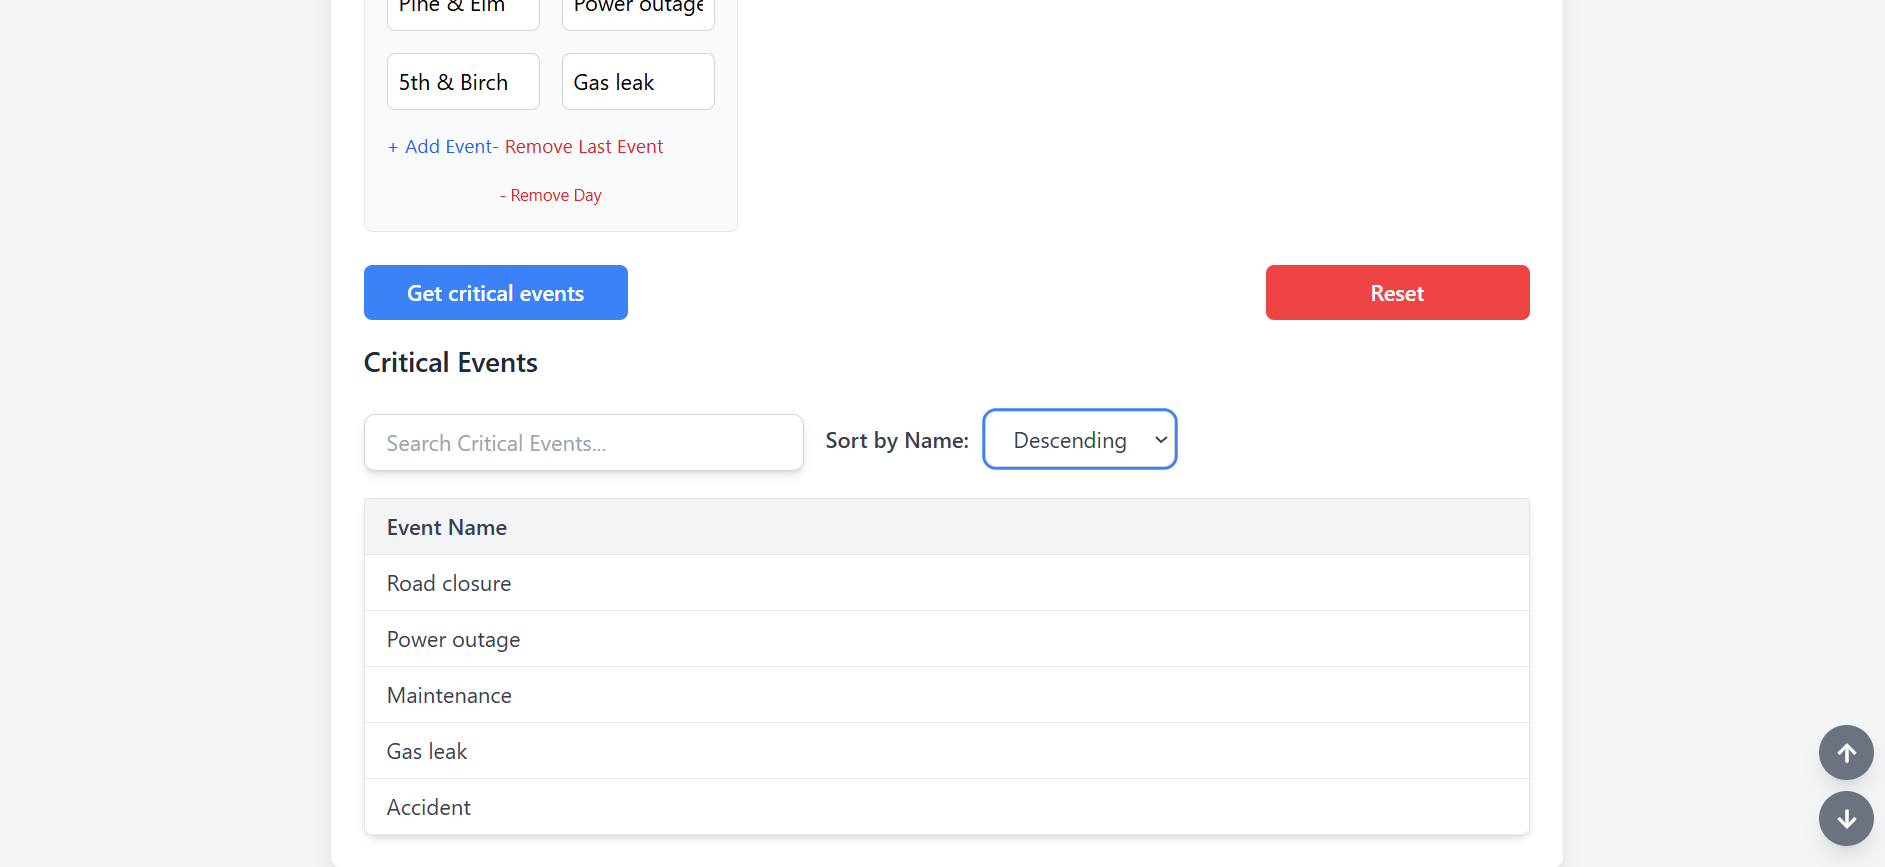 Pine & Elm Power outage
5th & Birch Gas leak
+ Add Event- Remove Last Event
- Remove Day
Get critical events Reset
Critical Events
Search Critical Events... Sort by Name: Descending
Event Name
Road closure
Power outage
Maintenance
Gas leak
Accident